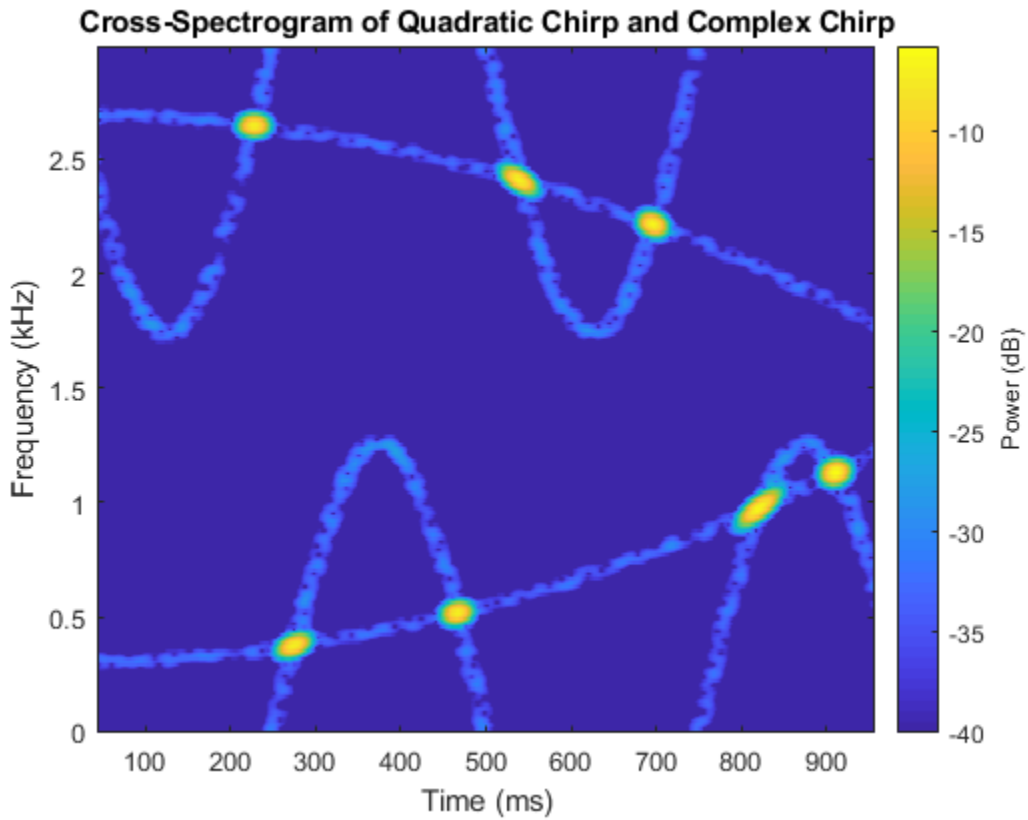 Cross-Spectrogram of Quadratic Chirp and Complex Chirp
2.5
2
1.5
1
0.5
0
Frequency (kHz)
100 200 300 400 500 600 700 800 900
Time (ms)
-10
-15
-20
-25
-30
-35
-40
Power (dB)